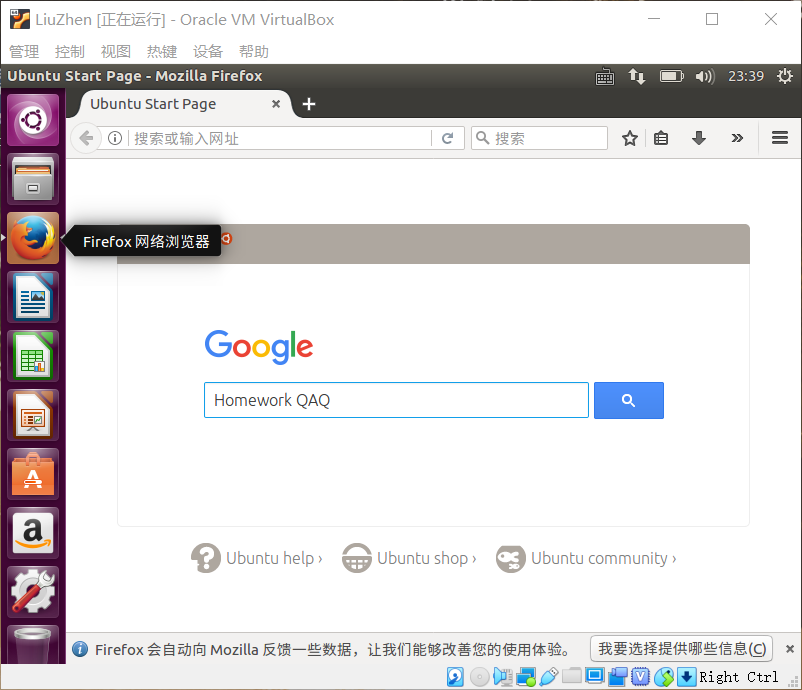 LiuZhen [正在运行] - Oracle VM VirtualBox
管理 控制 视图 热键 设备 帮助
Ubuntu Start Page - Mozilla Firefox 23:39
Ubuntu Start Page
搜索或输入网址 搜索
Firefox 网络浏览器
Google
Homework QAQ
Ubuntu help › Ubuntu shop › Ubuntu community ›
Firefox 会自动向 Mozilla 反馈一些数据，让我们能够改善您的使用体验。 我要选择提供哪些信息(C)
Right Ctrl